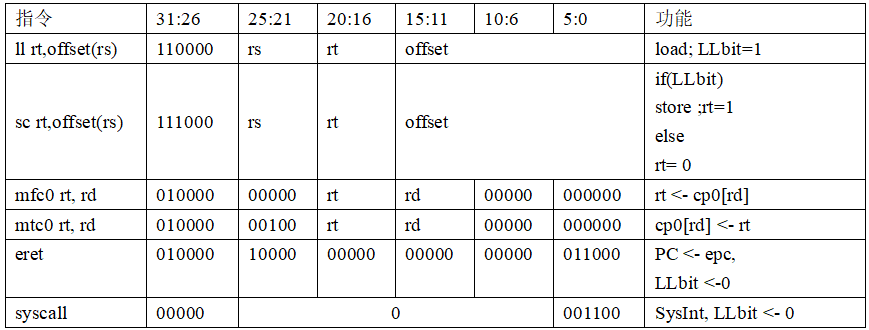 指令 31:26 25:21 20:16 15:11 10:6 5:0 功能
ll rt,offset(rs) 110000 rs rt offset load; LLbit=1
sc rt,offset(rs) 111000 rs rt offset if(LLbit)
store ;rt=1
else
rt= 0
mfc0 rt, rd 010000 00000 rt rd 00000 000000 rt <- cp0[rd]
mtc0 rt, rd 010000 00100 rt rd 00000 000000 cp0[rd] <- rt
eret 010000 10000 00000 00000 00000 011000 PC <- epc,
LLbit <-0
syscall 00000 0 001100 SysInt, LLbit <- 0